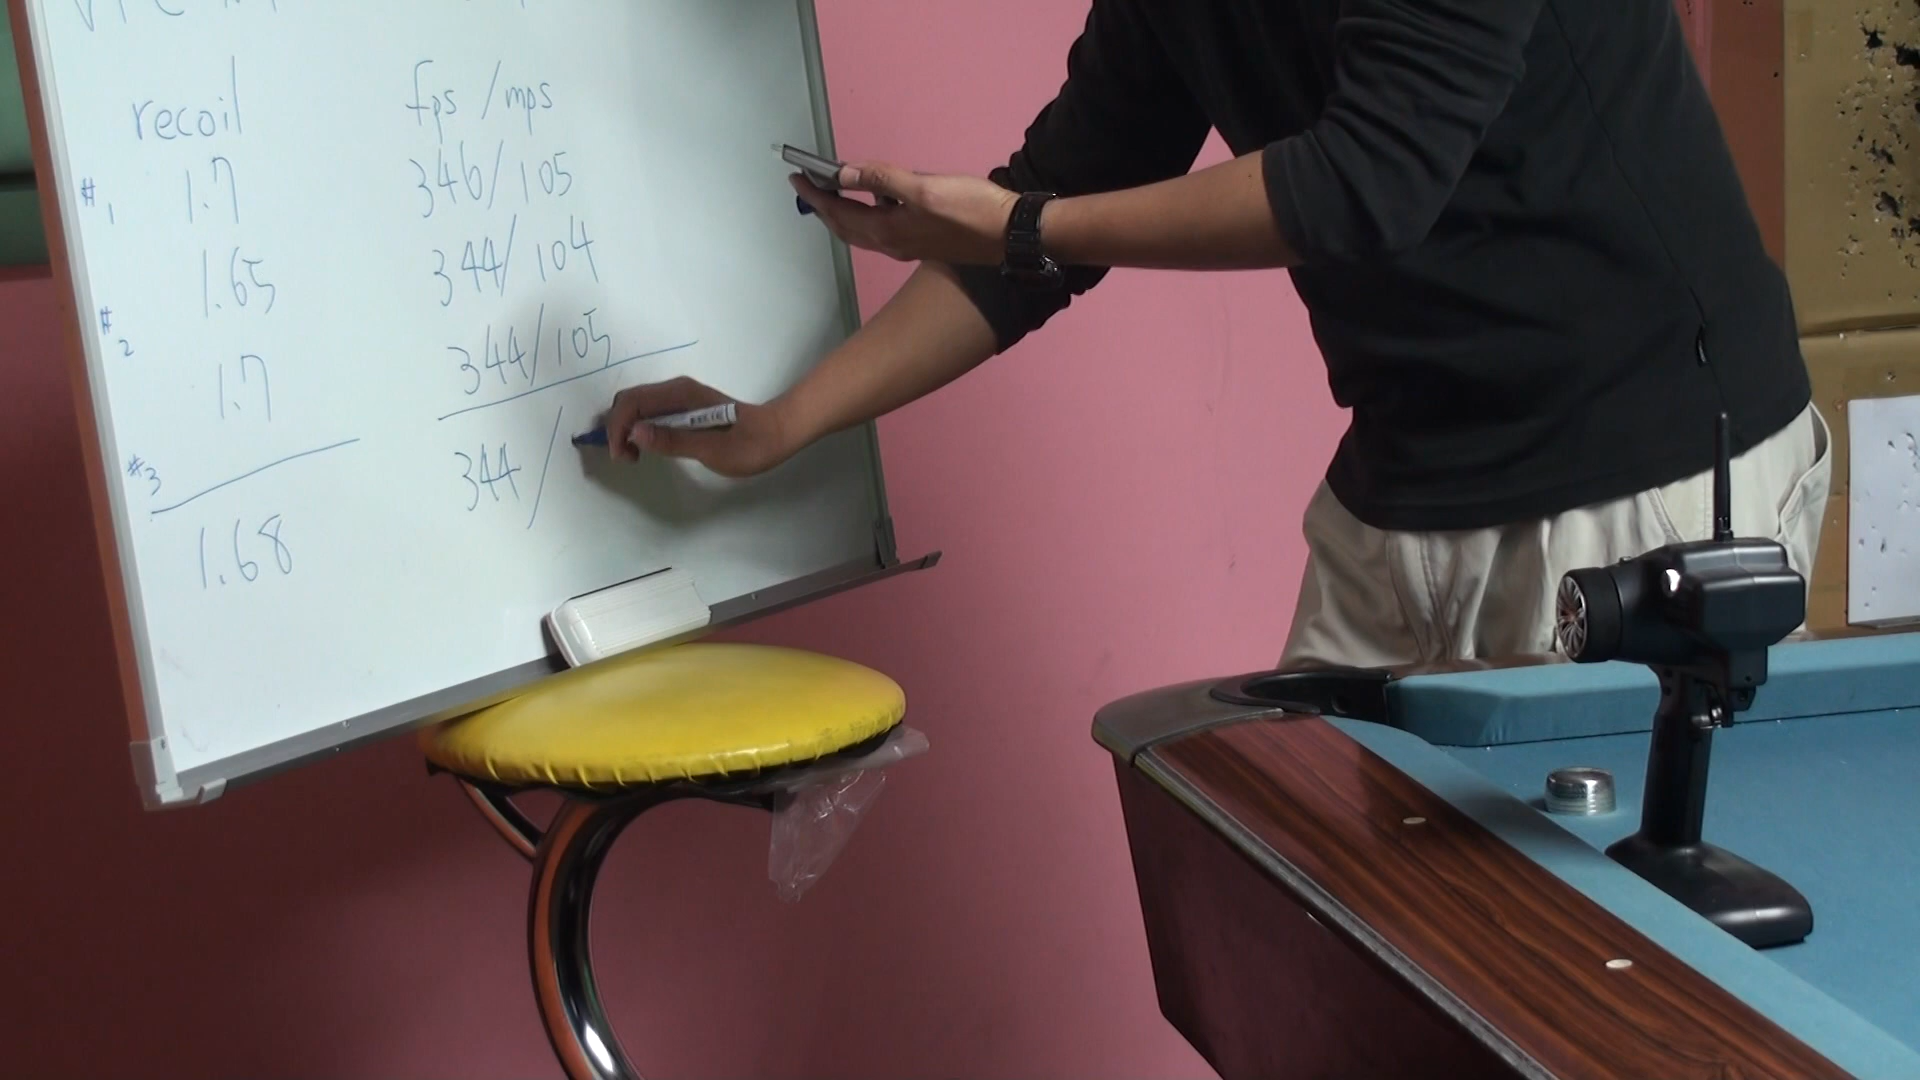 recoil fps / mps
#1 1.7 346 / 105
1.65 344 / 104
#2
1.7 344 / 105
#3
1.68 344 /